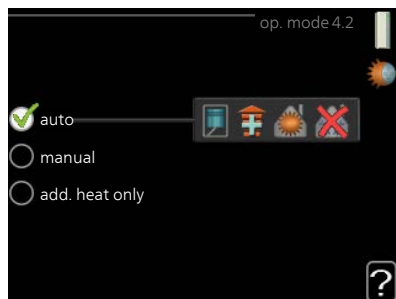 op. mode 4.2
auto
manual
add. heat only
?